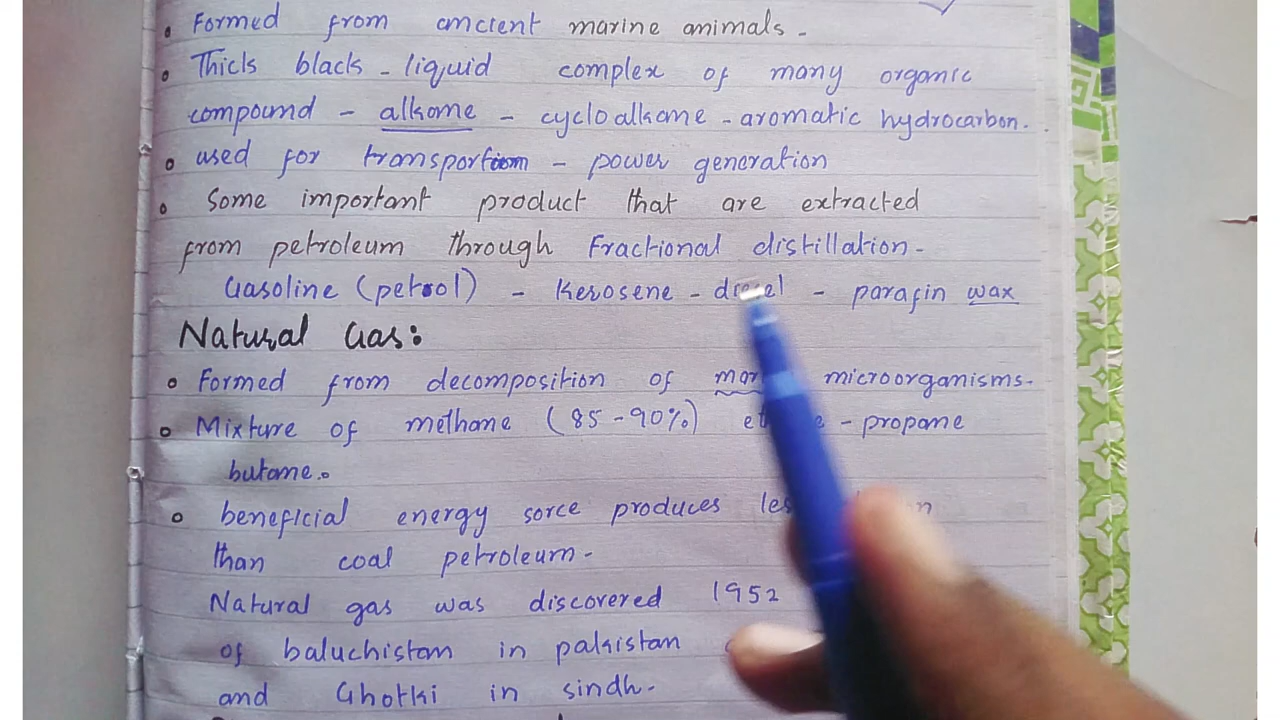 • Formed from ancient marine animals -
• Thick black - liquid complex of many organic
compound - alkane - cycloalkane - aromatic hydrocarbon.
• used for transportion - power generation
• Some important product that are extracted
from petroleum through Fractional distillation -
Gasoline (petrol) - Kerosene - - parafin wax
Natural Gas:
• Formed from decomposition of microorganisms.
• Mixture of methane (85-90%) - propane
butane.
• beneficial energy sorce produces
than coal petroleum -
Natural gas was discovered 1952
of baluchistan in pakistan
and Ghotki in sindh -